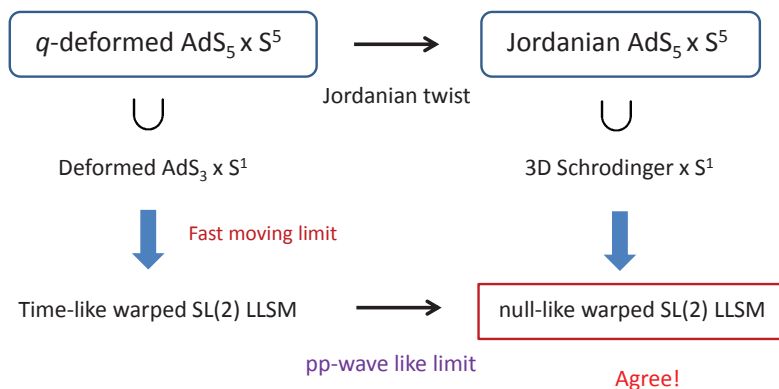 q-deformed AdS₅ x S⁵
Jordanian AdS₅ x S⁵
Jordanian twist
Deformed AdS₃ x S¹
3D Schrodinger x S¹
Fast moving limit
Time-like warped SL(2) LLSM
null-like warped SL(2) LLSM
pp-wave like limit
Agree!